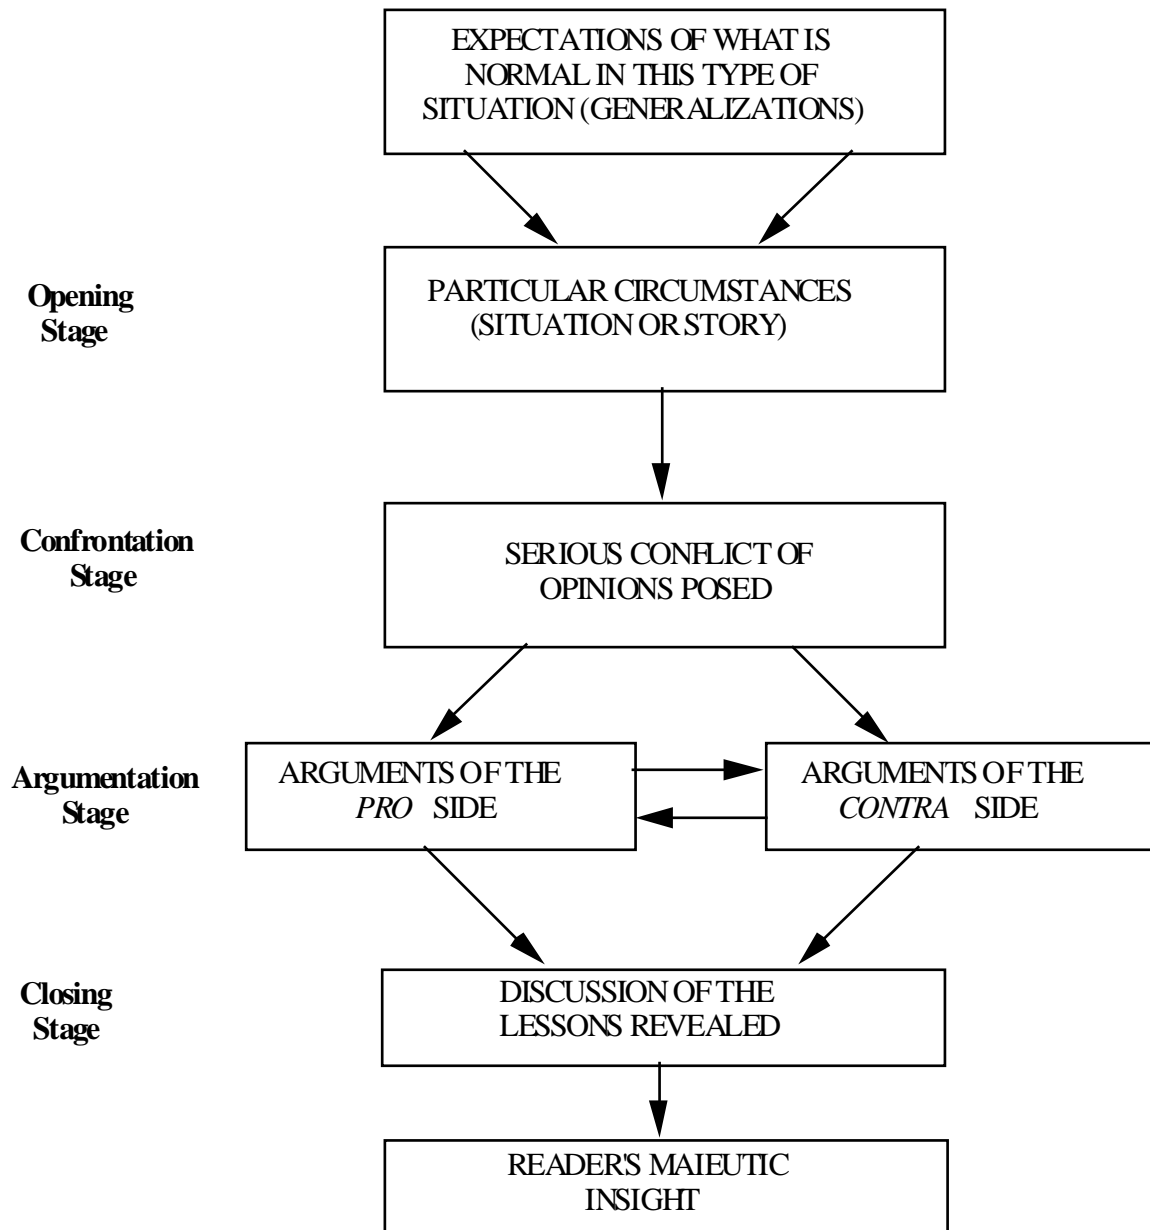 EXPECTATIONS OF WHAT IS
NORMAL IN THIS TYPE OF
SITUATION (GENERALIZATIONS)
Opening
Stage
PARTICULAR CIRCUMSTANCES
(SITUATION OR STORY)
Confrontation
Stage
SERIOUS CONFLICT OF
OPINIONS POSED
Argumentation
Stage
ARGUMENTS OF THE
PRO SIDE
ARGUMENTS OF THE
CONTRA SIDE
Closing
Stage
DISCUSSION OF THE
LESSONS REVEALED
READER'S MAIEUTIC
INSIGHT